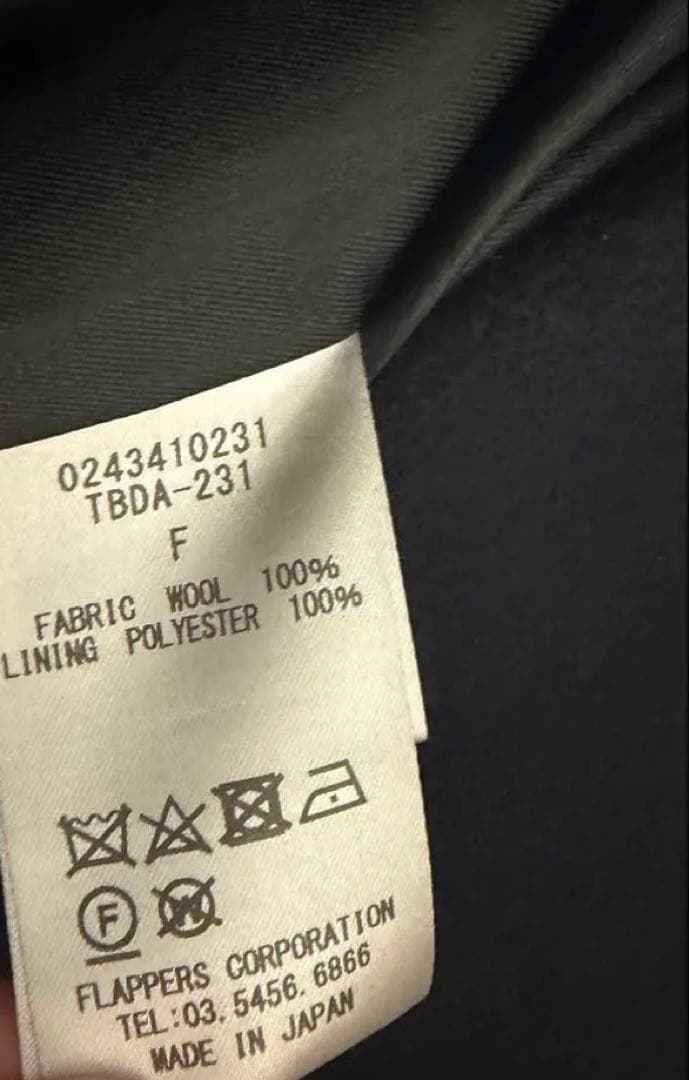 0243410231
TBDA-231
F
FABRIC WOOL 100%
LINING POLYESTER 100%
F W
FLAPPERS CORPORATION
TEL:03.5456.6866
MADE IN JAPAN